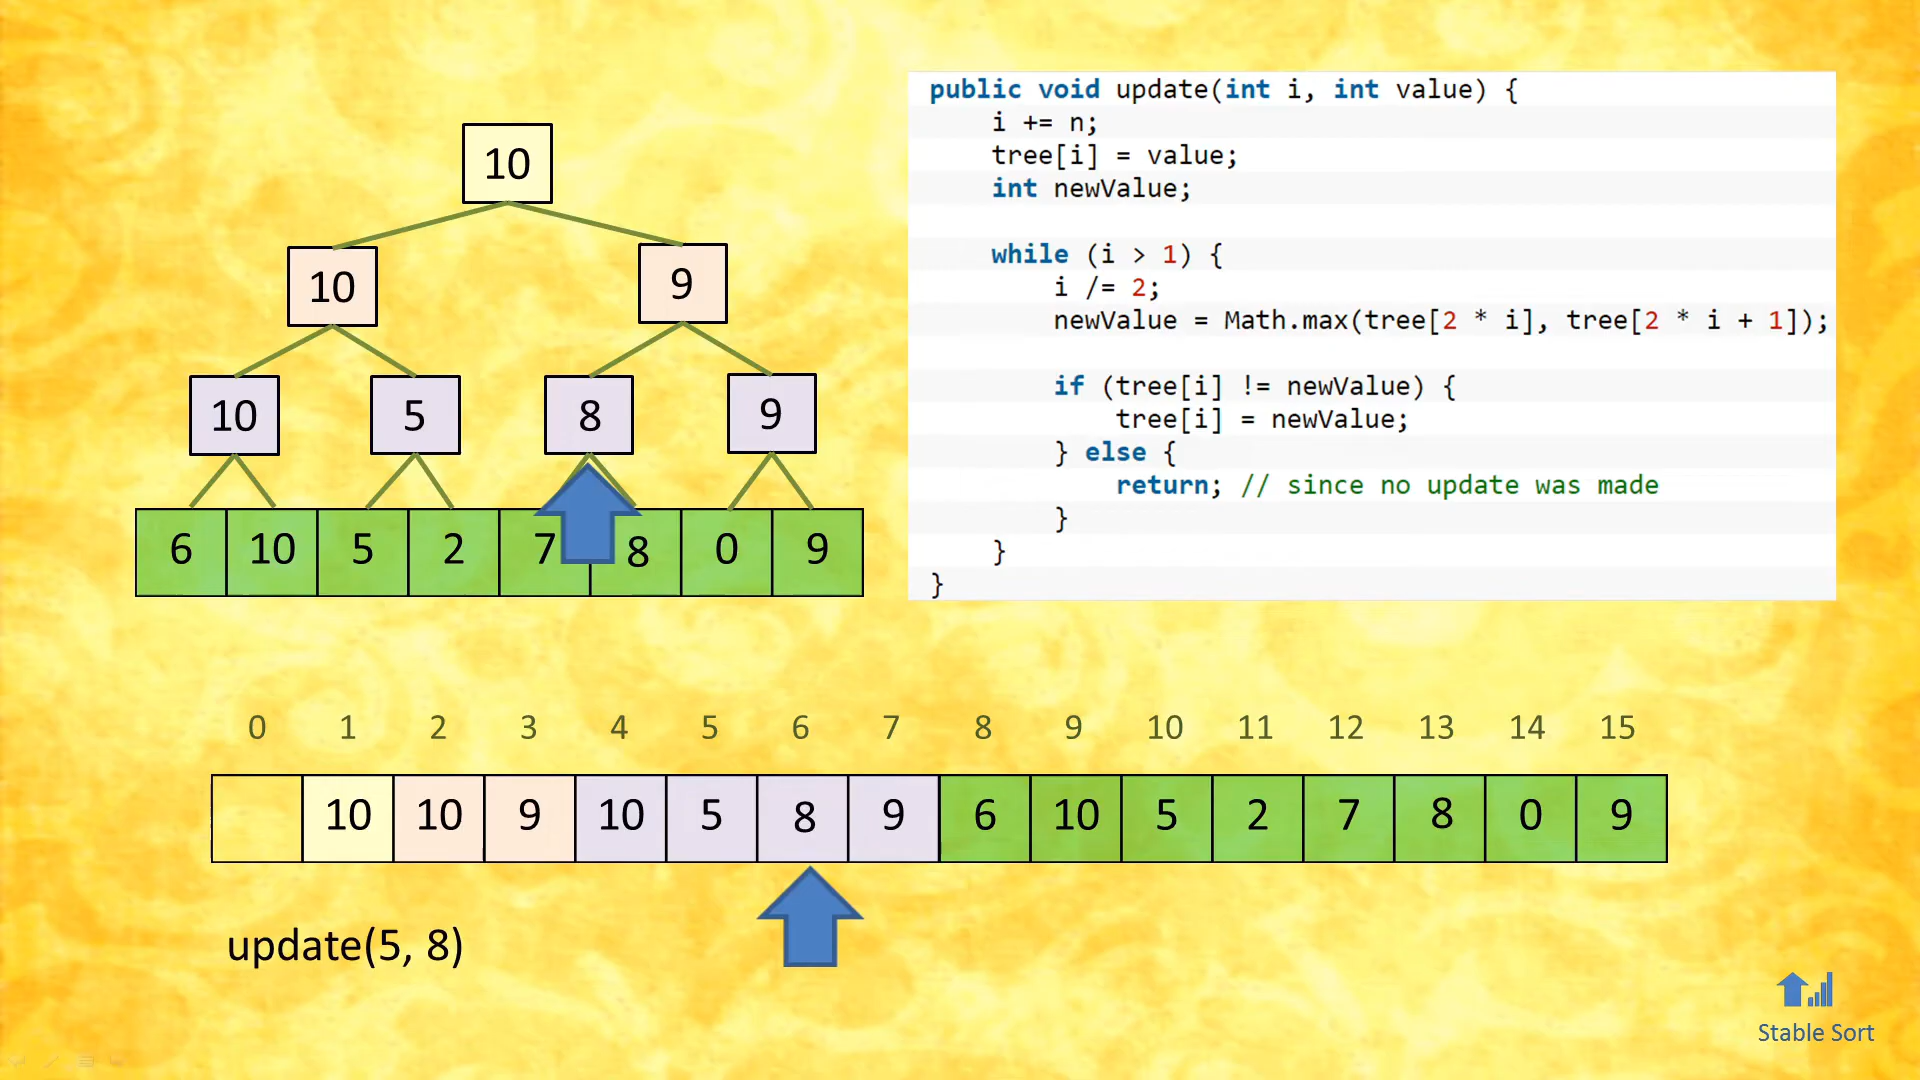 10
10 9
10 5 8 9
6 10 5 2 7 8 0 9
public void update(int i, int value) {
i += n;
tree[i] = value;
int newValue;
while (i > 1) {
i /= 2;
newValue = Math.max(tree[2 * i], tree[2 * i + 1]);
if (tree[i] != newValue) {
tree[i] = newValue;
} else {
return; // since no update was made
}
}
}
0 1 2 3 4 5 6 7 8 9 10 11 12 13 14 15
10 10 9 10 5 8 9 6 10 5 2 7 8 0 9
update(5, 8)
Stable Sort